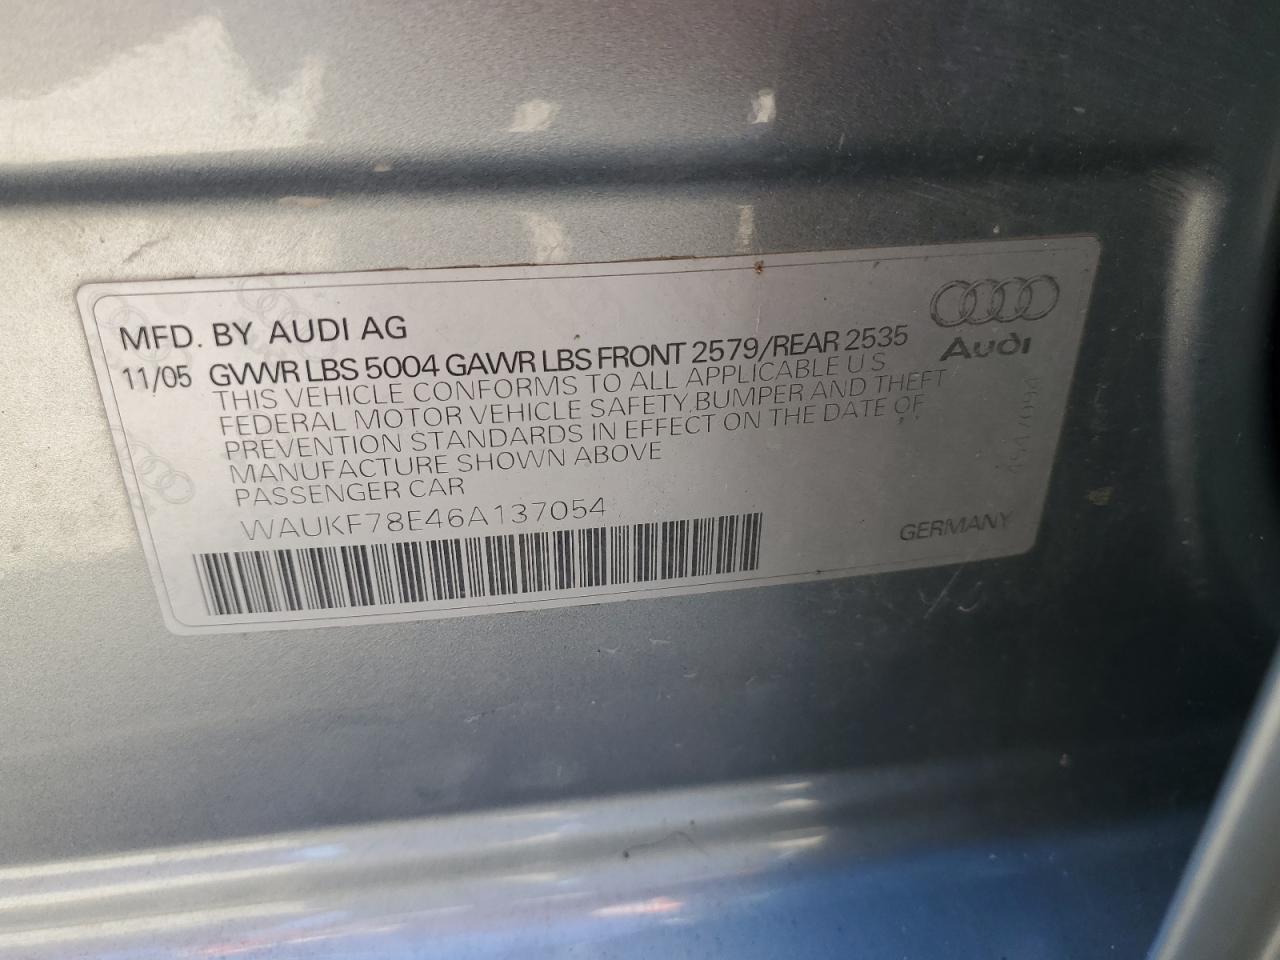 MFD. BY AUDI AG
11/05 GVWR LBS 5004 GAWR LBS FRONT 2579/REAR 2535
THIS VEHICLE CONFORMS TO ALL APPLICABLE U S
FEDERAL MOTOR VEHICLE SAFETY, BUMPER AND THEFT
PREVENTION STANDARDS IN EFFECT ON THE DATE OF
MANUFACTURE SHOWN ABOVE
PASSENGER CAR
WAUKF78E46A137054
Audi
GERMANY